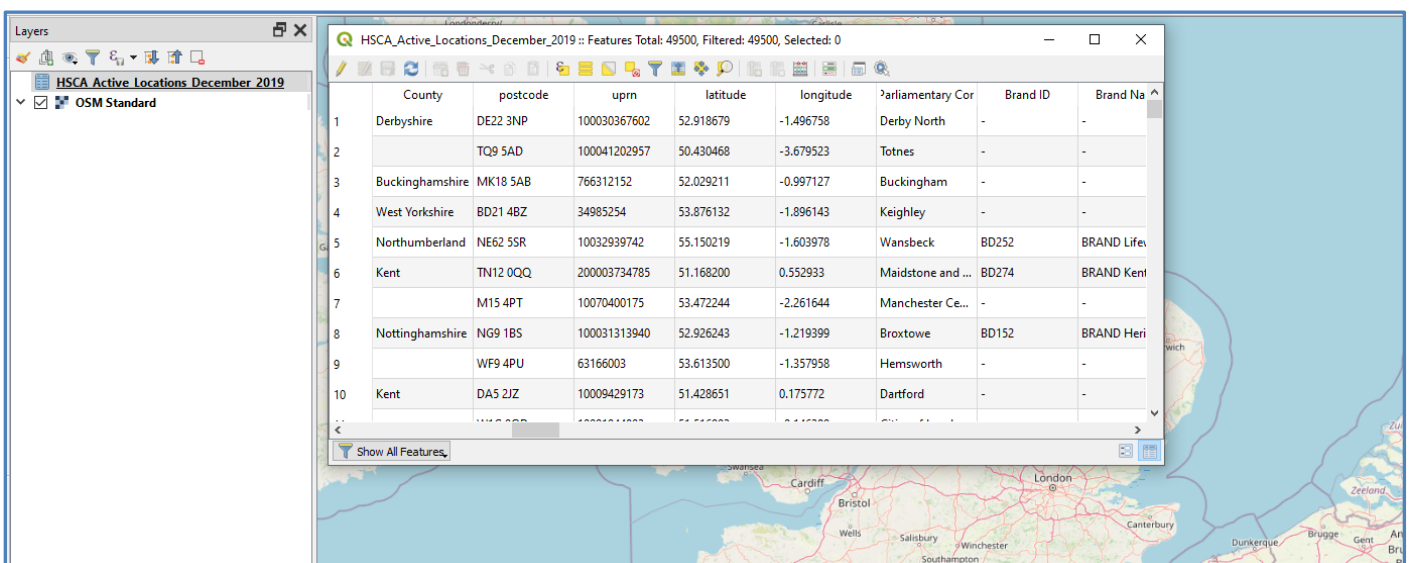 Layers
HSCA_Active_Locations_December_2019 :: Features Total: 49500, Filtered: 49500, Selected: 0
HSCA Active Locations December 2019
OSM Standard
County postcode uprn latitude longitude Parliamentary Cor Brand ID Brand Na
1 Derbyshire DE22 3NP 100030367602 52.918679 -1.496758 Derby North - -
2 TQ9 5AD 100041202957 50.430468 -3.679523 Totnes - -
3 Buckinghamshire MK18 5AB 766312152 52.029211 -0.997127 Buckingham - -
4 West Yorkshire BD21 4BZ 34985254 53.876132 -1.896143 Keighley - -
5 Northumberland NE62 5SR 10032939742 55.150219 -1.603978 Wansbeck BD252 BRAND Lifew
6 Kent TN12 0QQ 200003734785 51.168200 0.552933 Maidstone and ... BD274 BRAND Kent
7 M15 4PT 10070400175 53.472244 -2.261644 Manchester Ce... - -
8 Nottinghamshire NG9 1BS 100031313940 52.926243 -1.219399 Broxtowe BD152 BRAND Heri
9 WF9 4PU 63166003 53.613500 -1.357958 Hemsworth - -
10 Kent DA5 2JZ 10009429173 51.428651 0.175772 Dartford - -
Show All Features
wich
Swansea
Cardiff
London
Bristol
Zeeland
Wells
Canterbury
Salisbury
Winchester
Dunkerque
Brugge
Gent
An
Southampton
Bru